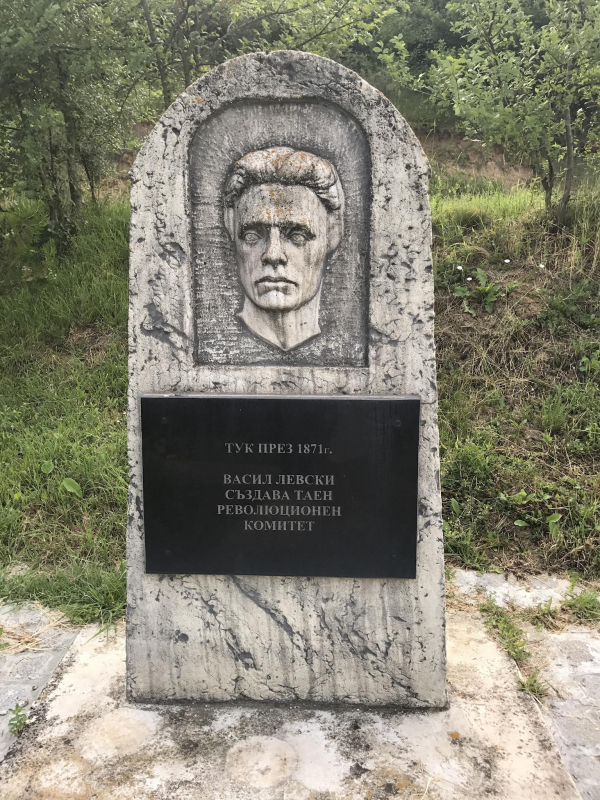 ТУК ПРЕЗ 1871г.
ВАСИЛ ЛЕВСКИ
СЪЗДАВА ТАЕН
РЕВОЛЮЦИОНЕН
КОМИТЕТ